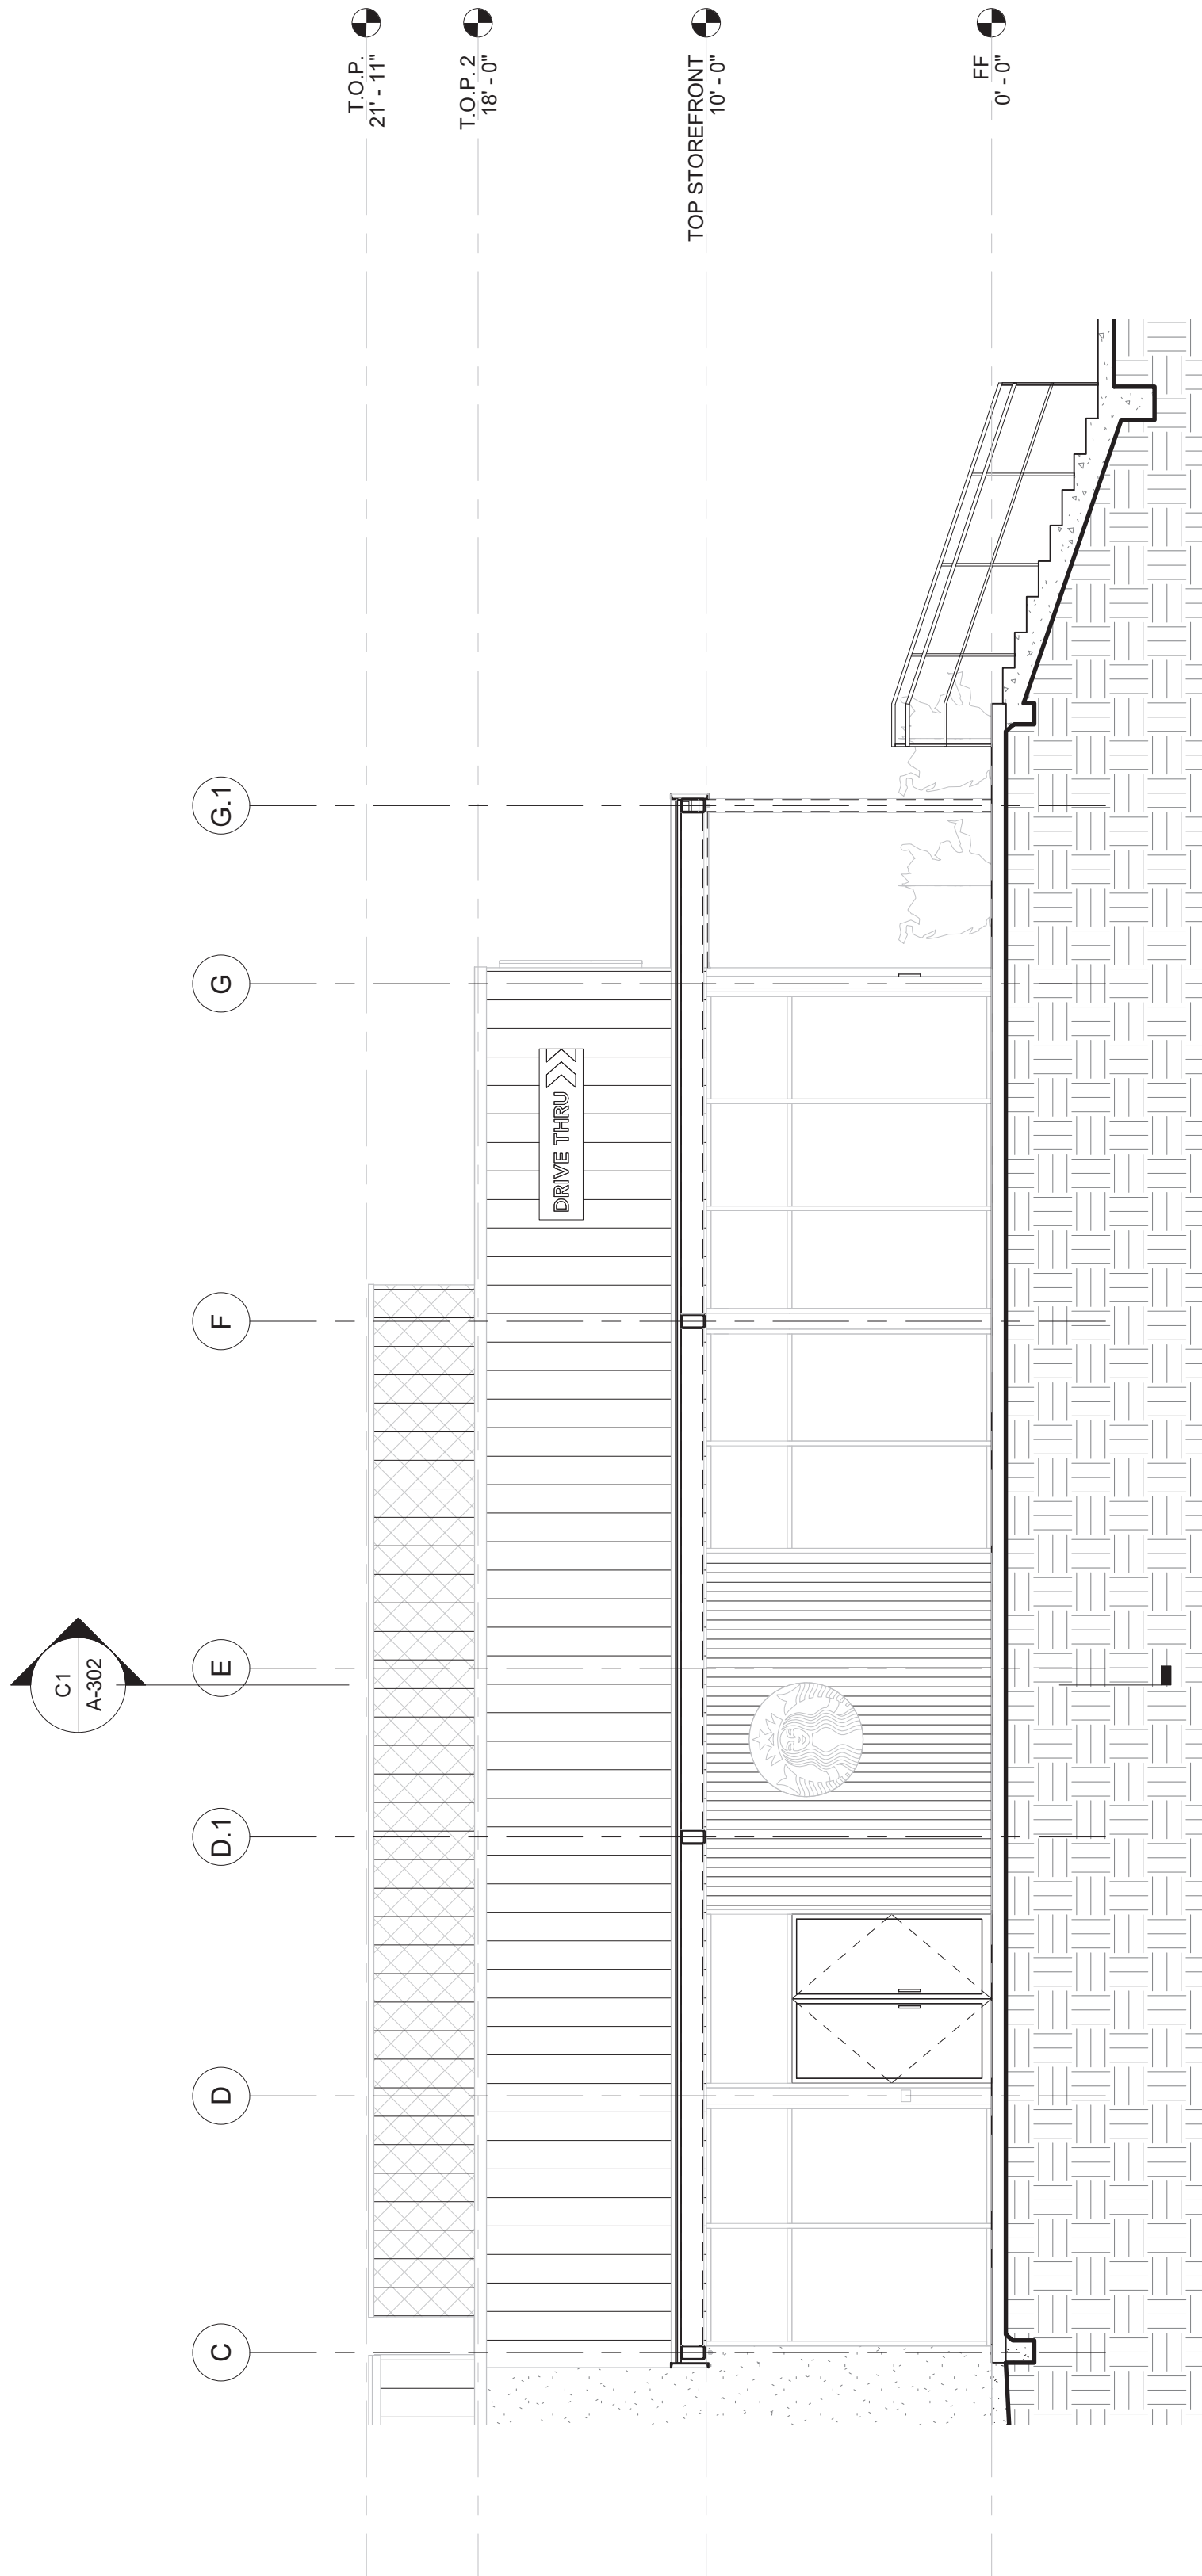 T.O.P.
21' - 11"
T.O.P. 2
18' - 0"
TOP STOREFRONT
10' - 0"
FF
0' - 0"
G.1
G
F
E
D.1
D
C
C1
A-302
DRIVE THRU